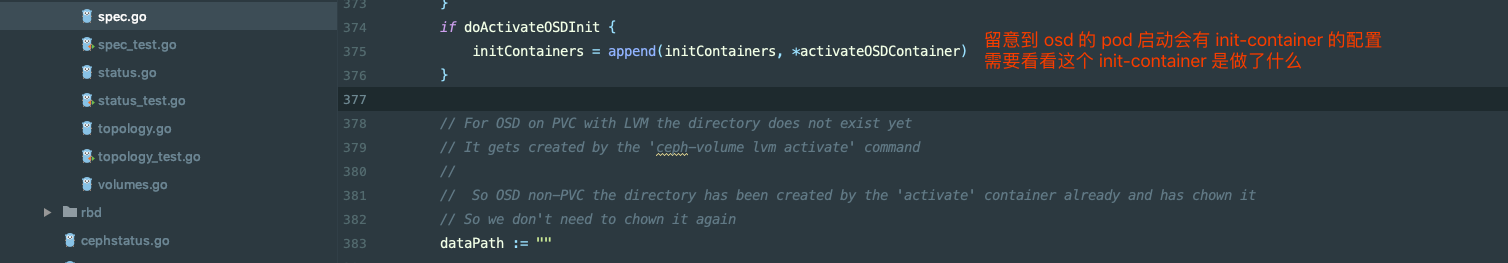 spec.go
spec_test.go
status.go
status_test.go
topology.go
topology_test.go
volumes.go
rbd
cephstatus.go
373 }
374 if doActivateOSDInit {
375 initContainers = append(initContainers, *activateOSDContainer)
376 }
377
378 // For OSD on PVC with LVM the directory does not exist yet
379 // It gets created by the 'ceph-volume lvm activate' command
380 //
381 //  So OSD non-PVC the directory has been created by the 'activate' container already and has chown it
382 // So we don't need to chown it again
383 dataPath := ""
留意到 osd 的 pod 启动会有 init-container 的配置
需要看看这个 init-container 是做了什么